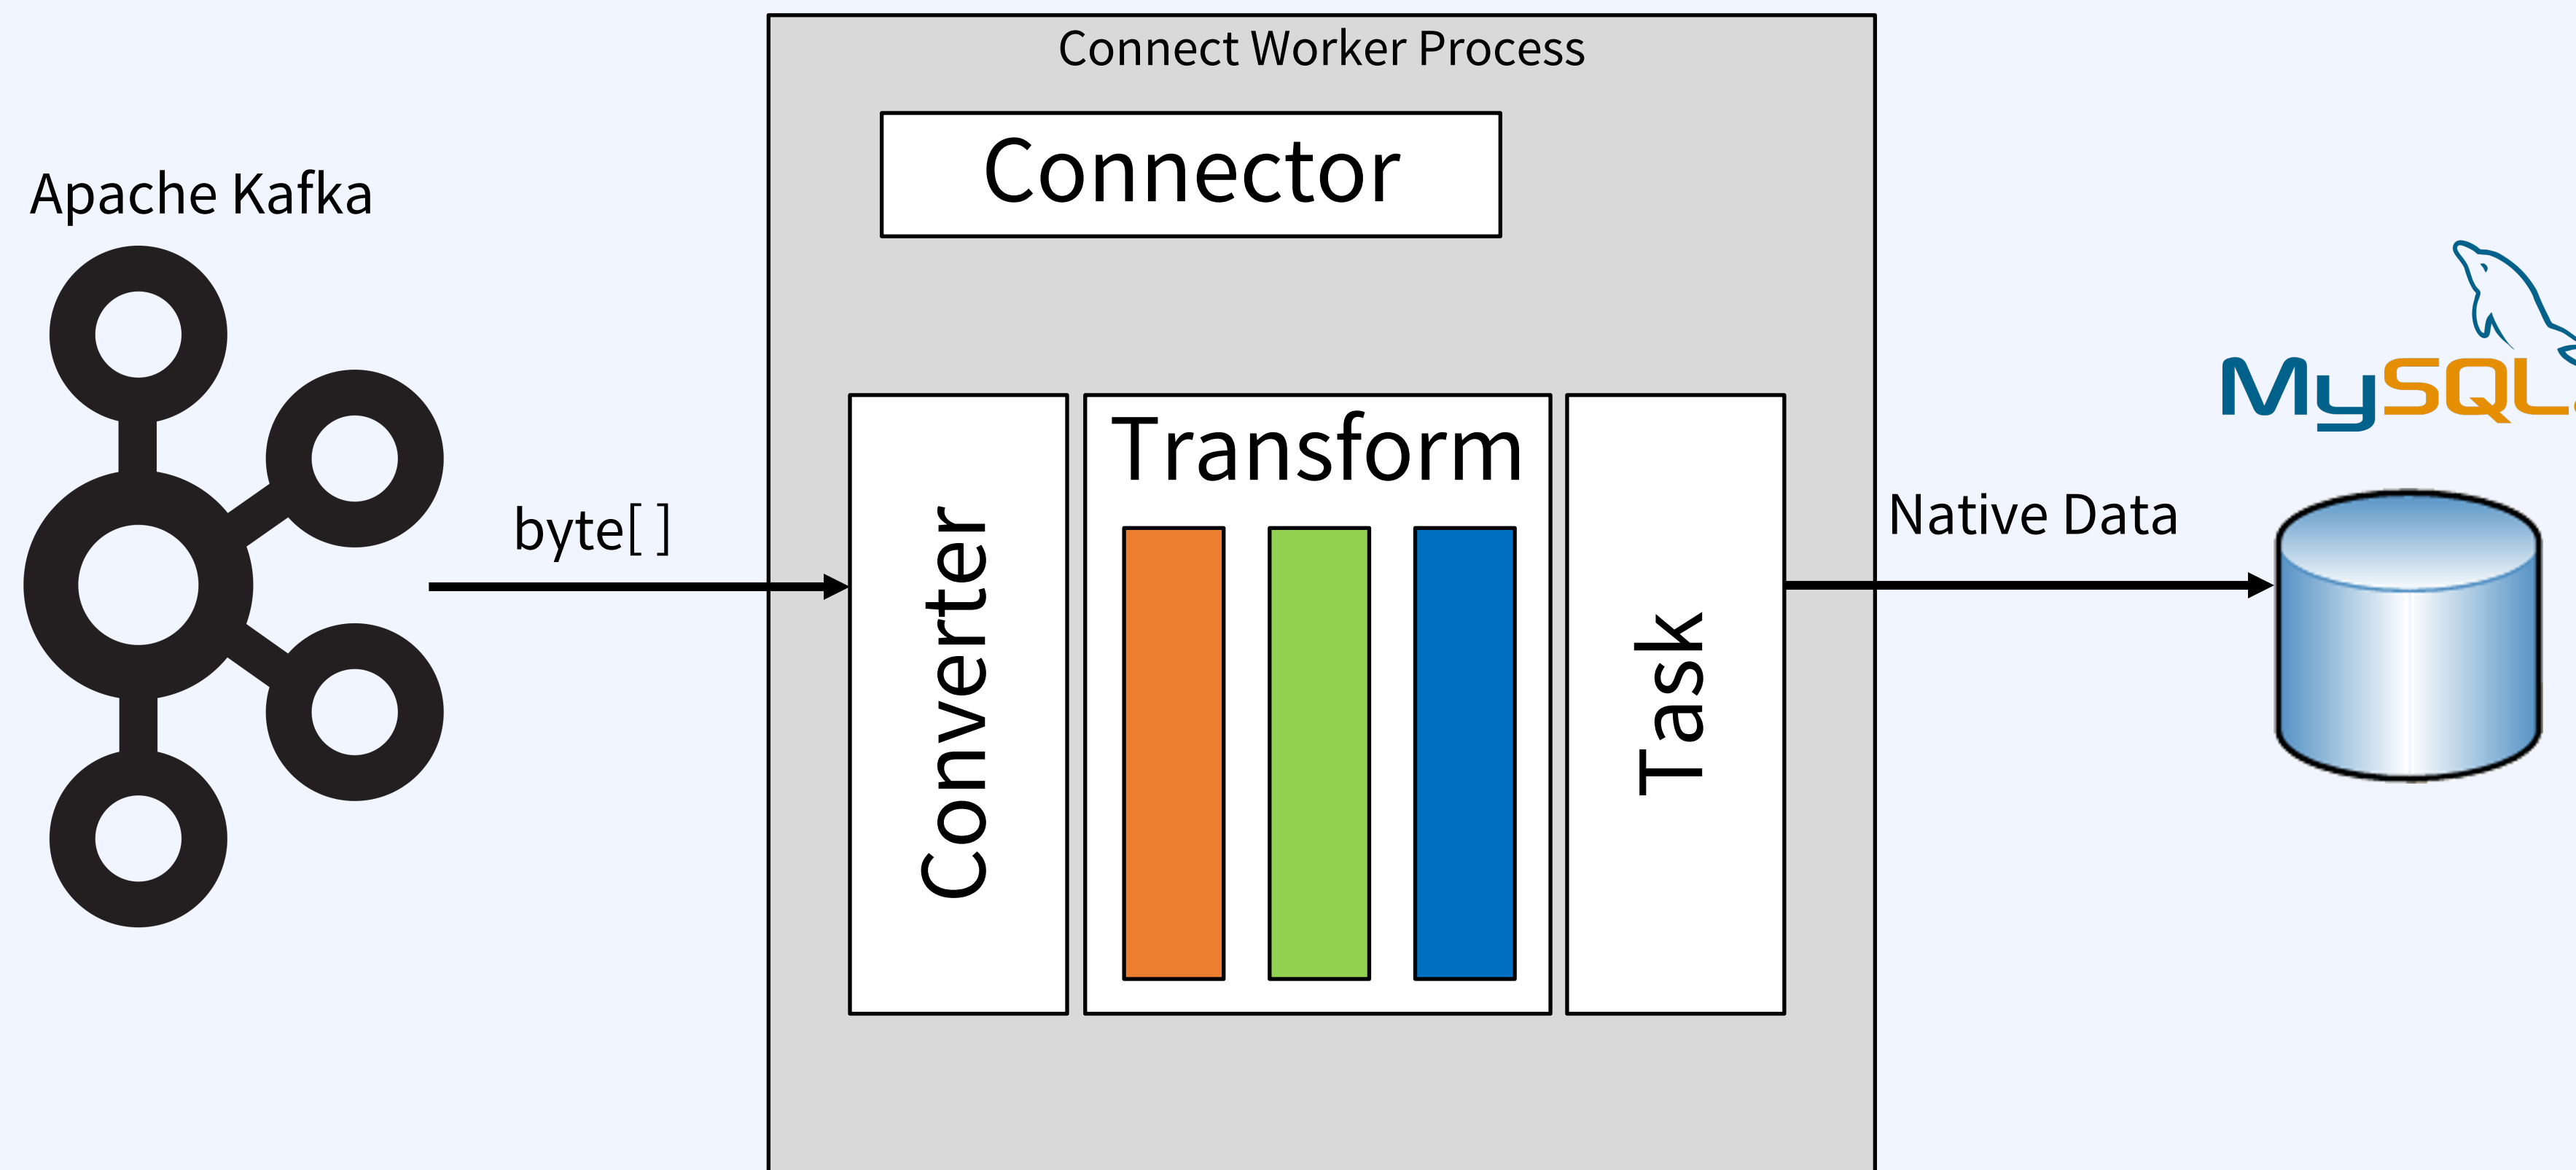 Connect Worker Process
Connector
Apache Kafka
MySQL
Transform
byte[ ]
Native Data
Converter
Task